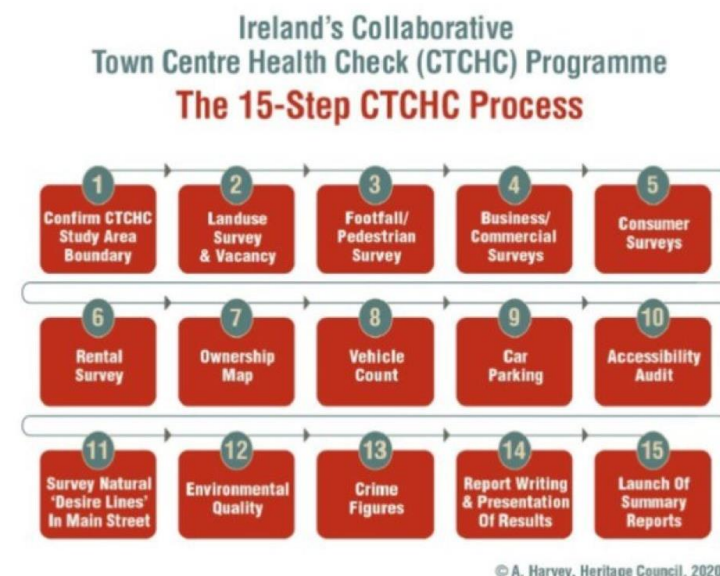 Ireland's Collaborative
Town Centre Health Check (CTCHC) Programme
The 15-Step CTCHC Process
1
Confirm CTCHC
Study Area
Boundary
2
Landuse
Survey
& Vacancy
3
Footfall/
Pedestrian
Survey
4
Business/
Commercial
Surveys
5
Consumer
Surveys
6
Rental
Survey
7
Ownership
Map
8
Vehicle
Count
9
Car
Parking
10
Accessibility
Audit
11
Survey Natural
'Desire Lines'
In Main Street
12
Environmental
Quality
13
Crime
Figures
14
Report Writing
& Presentation
Of Results
15
Launch Of
Summary
Reports
© A. Harvey, Heritage Council, 2020